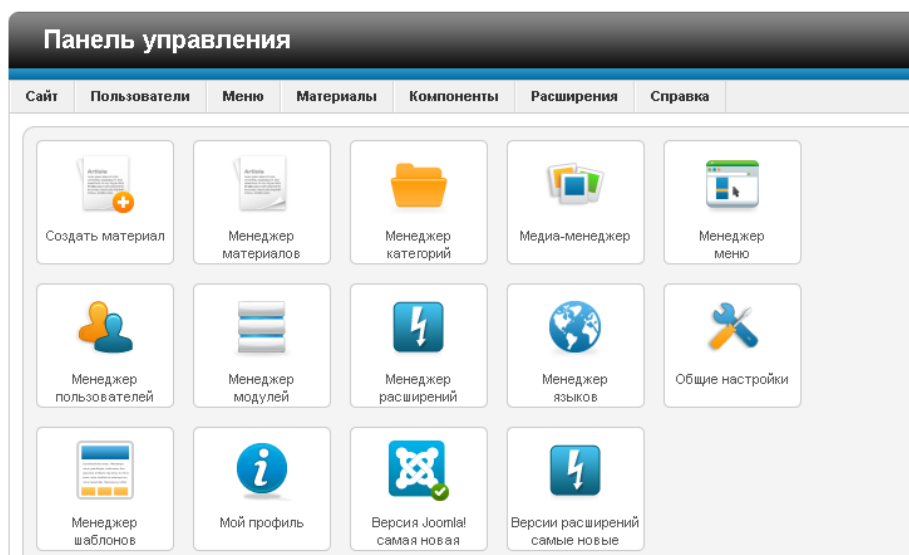 Панель управления
Сайт Пользователи Меню Материалы Компоненты Расширения Справка
Создать материал
Менеджер
материалов
Менеджер
категорий
Медиа-менеджер
Менеджер
меню
Менеджер
пользователей
Менеджер
модулей
Менеджер
расширений
Менеджер
языков
Общие настройки
Менеджер
шаблонов
Мой профиль
Версия Joomla!
самая новая
Версии расширений
самые новые